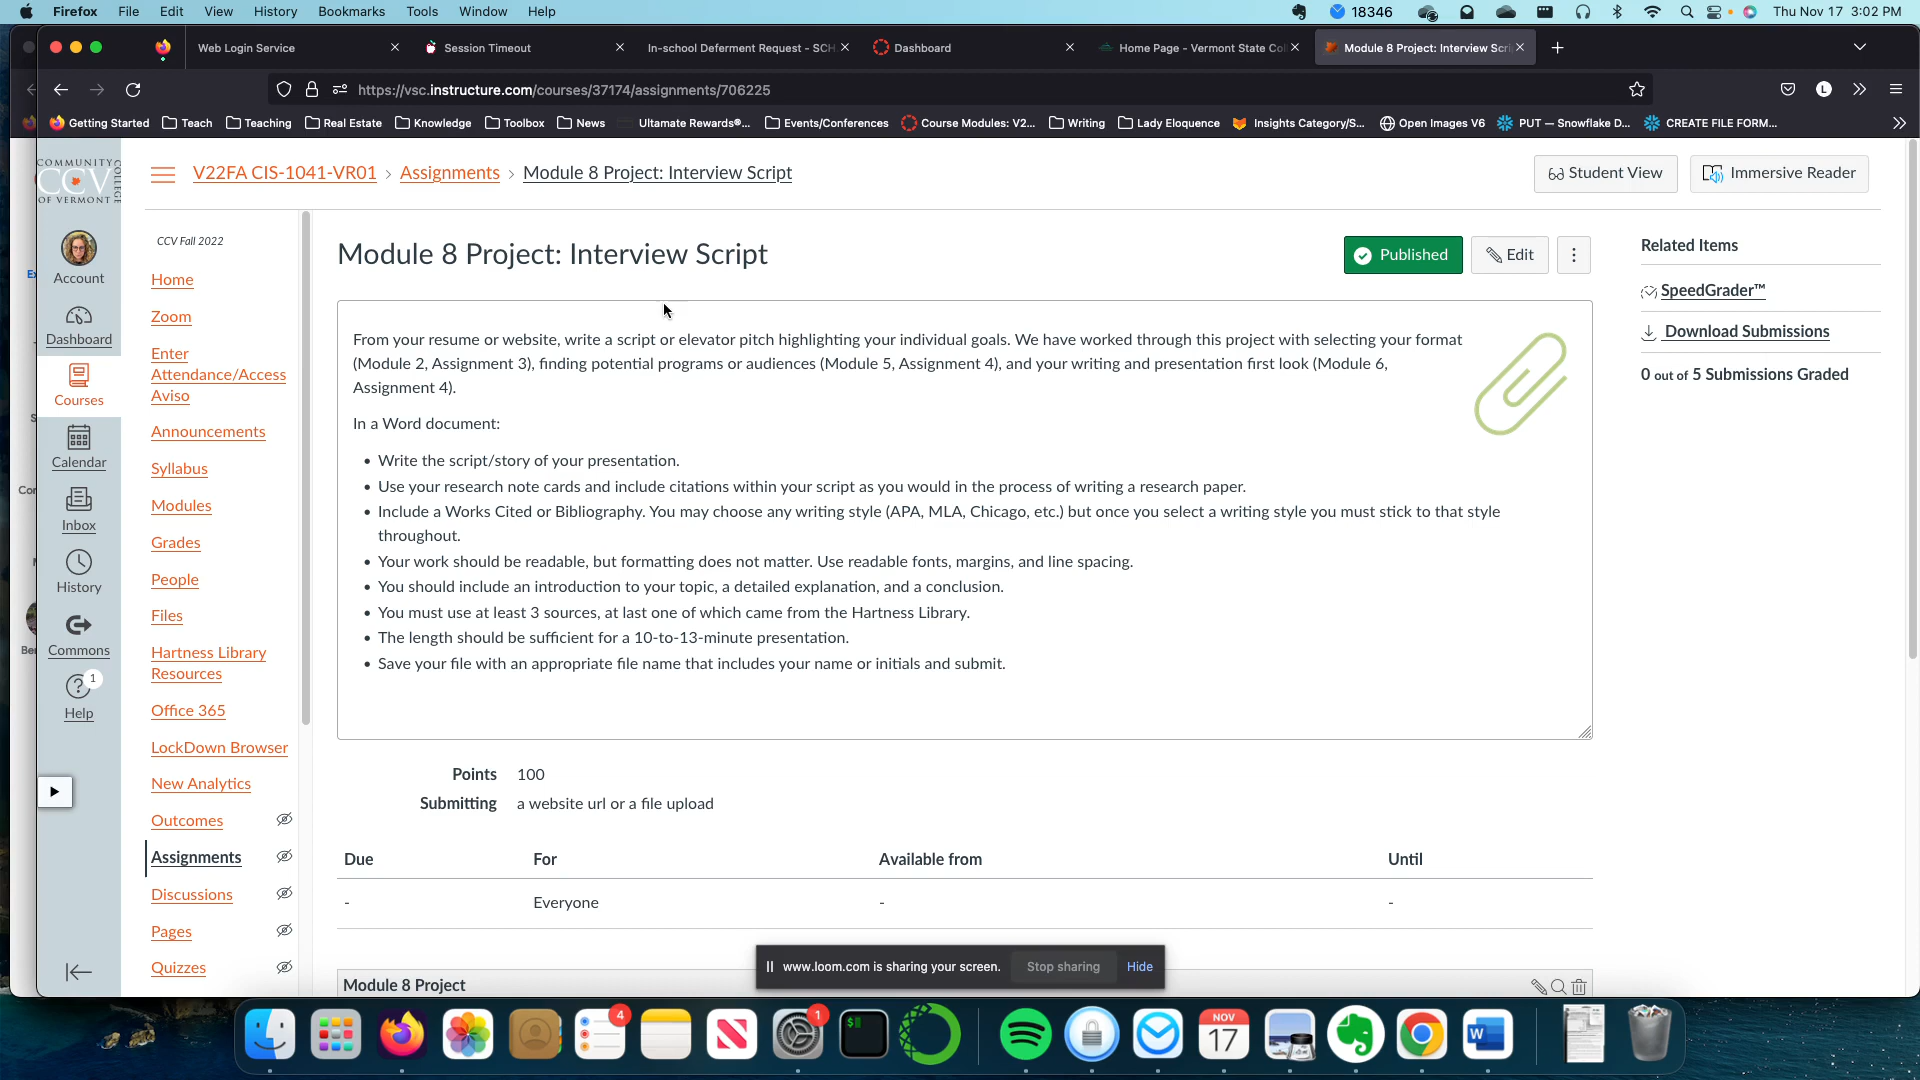 Firefox File Edit View History Bookmarks Tools Window Help 18346 Thu Nov 17 3:02 PM
Web Login Service Session Timeout In-school Deferment Request - SCH Dashboard Home Page - Vermont State Col Module 8 Project: Interview Scri
https://vsc.instructure.com/courses/37174/assignments/706225 L
Getting Started Teach Teaching Real Estate Knowledge Toolbox News Ultamate Rewards®... Events/Conferences Course Modules: V2... Writing Lady Eloquence Insights Category/S... Open Images V6 PUT — Snowflake D... CREATE FILE FORM...
COMMUNITY COLLEGE
CCV
OF VERMONT
V22FA CIS-1041-VR01 › Assignments › Module 8 Project: Interview Script
Student View Immersive Reader
Account
Dashboard
Courses
Calendar
Inbox
History
Commons
1
Help
CCV Fall 2022
Home
Zoom
Enter
Attendance/Access
Aviso
Announcements
Syllabus
Modules
Grades
People
Files
Hartness Library
Resources
Office 365
LockDown Browser
New Analytics
Outcomes
Assignments
Discussions
Pages
Quizzes
Module 8 Project: Interview Script
Published Edit
From your resume or website, write a script or elevator pitch highlighting your individual goals. We have worked through this project with selecting your format
(Module 2, Assignment 3), finding potential programs or audiences (Module 5, Assignment 4), and your writing and presentation first look (Module 6,
Assignment 4).
In a Word document:
• Write the script/story of your presentation.
• Use your research note cards and include citations within your script as you would in the process of writing a research paper.
• Include a Works Cited or Bibliography. You may choose any writing style (APA, MLA, Chicago, etc.) but once you select a writing style you must stick to that style
throughout.
• Your work should be readable, but formatting does not matter. Use readable fonts, margins, and line spacing.
• You should include an introduction to your topic, a detailed explanation, and a conclusion.
• You must use at least 3 sources, at last one of which came from the Hartness Library.
• The length should be sufficient for a 10-to-13-minute presentation.
• Save your file with an appropriate file name that includes your name or initials and submit.
Points 100
Submitting a website url or a file upload
Due For Available from Until
- Everyone - -
Module 8 Project
Related Items
SpeedGrader™
Download Submissions
0 out of 5 Submissions Graded
www.loom.com is sharing your screen. Stop sharing Hide
4 1 NOV 17 W